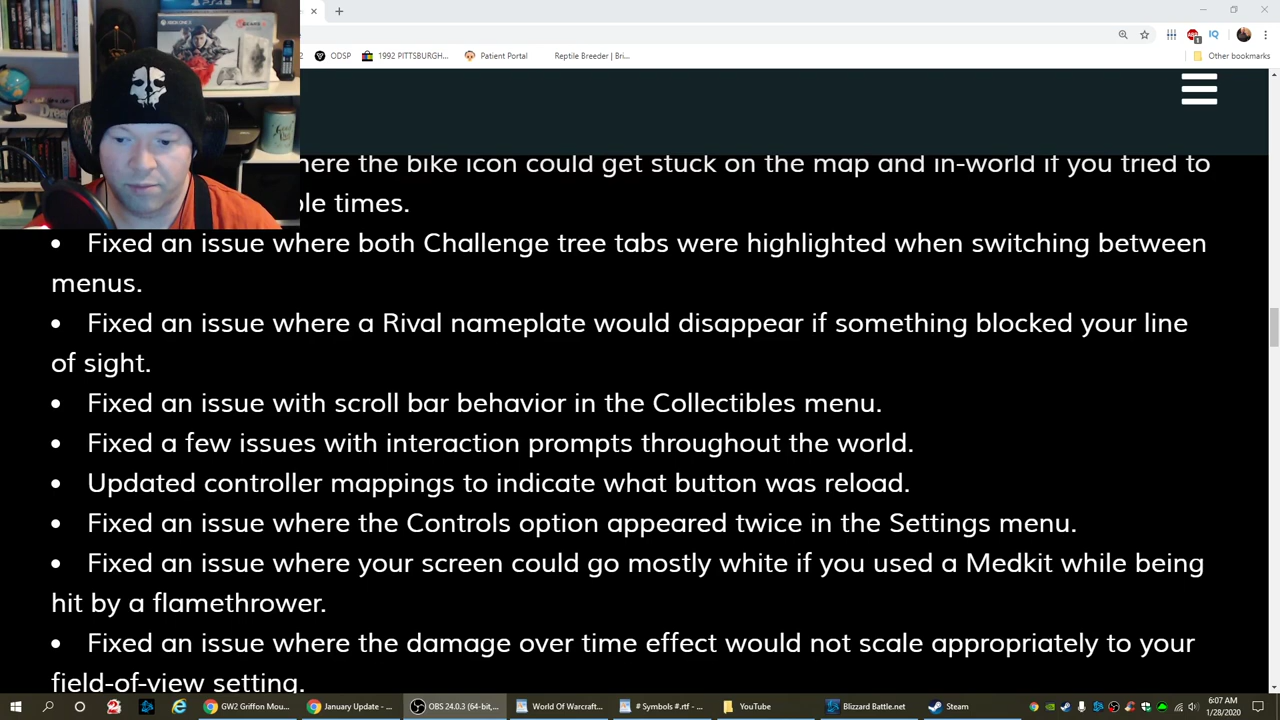 ODSP
1992 PITTSBURGH...
Patient Portal
Reptile Breeder | Bri...
Other bookmarks
here the bike icon could get stuck on the map and in-world if you tried to
ple times.
• Fixed an issue where both Challenge tree tabs were highlighted when switching between
menus.
• Fixed an issue where a Rival nameplate would disappear if something blocked your line
of sight.
• Fixed an issue with scroll bar behavior in the Collectibles menu.
• Fixed a few issues with interaction prompts throughout the world.
• Updated controller mappings to indicate what button was reload.
• Fixed an issue where the Controls option appeared twice in the Settings menu.
• Fixed an issue where your screen could go mostly white if you used a Medkit while being
hit by a flamethrower.
• Fixed an issue where the damage over time effect would not scale appropriately to your
field-of-view setting.
GW2 Griffon Mou...
January Update - ...
OBS 24.0.3 (64-bit,...
World Of Warcraft...
# Symbols #.rtf - ...
YouTube
Blizzard Battle.net
Steam
6:07 AM
1/28/2020